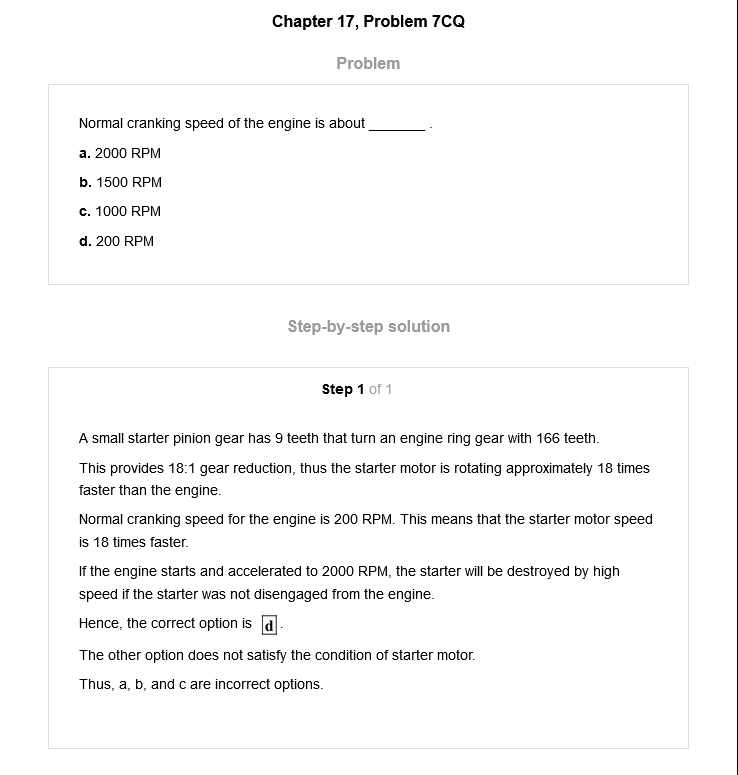 Chapter 17, Problem 7CQ
Problem
Normal cranking speed of the engine is about _______ .
a. 2000 RPM
b. 1500 RPM
c. 1000 RPM
d. 200 RPM
Step-by-step solution
Step 1 of 1
A small starter pinion gear has 9 teeth that turn an engine ring gear with 166 teeth.
This provides 18:1 gear reduction, thus the starter motor is rotating approximately 18 times
faster than the engine.
Normal cranking speed for the engine is 200 RPM. This means that the starter motor speed
is 18 times faster.
If the engine starts and accelerated to 2000 RPM, the starter will be destroyed by high
speed if the starter was not disengaged from the engine.
Hence, the correct option is d .
The other option does not satisfy the condition of starter motor.
Thus, a, b, and c are incorrect options.